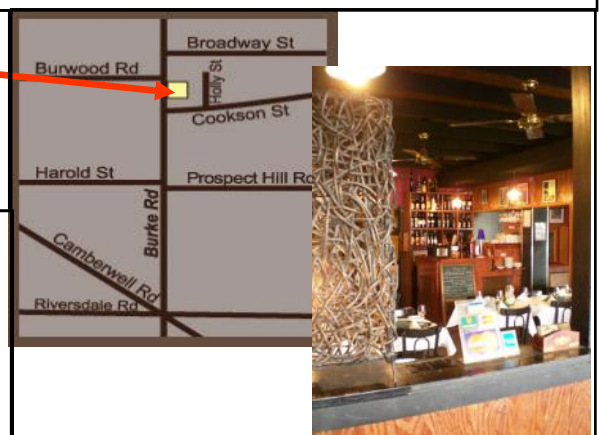 Broadway St
Burwood Rd
Holly St
Cookson St
Harold St
Prospect Hill Rd
Burke Rd
Camberwell Rd
Riversdale Rd